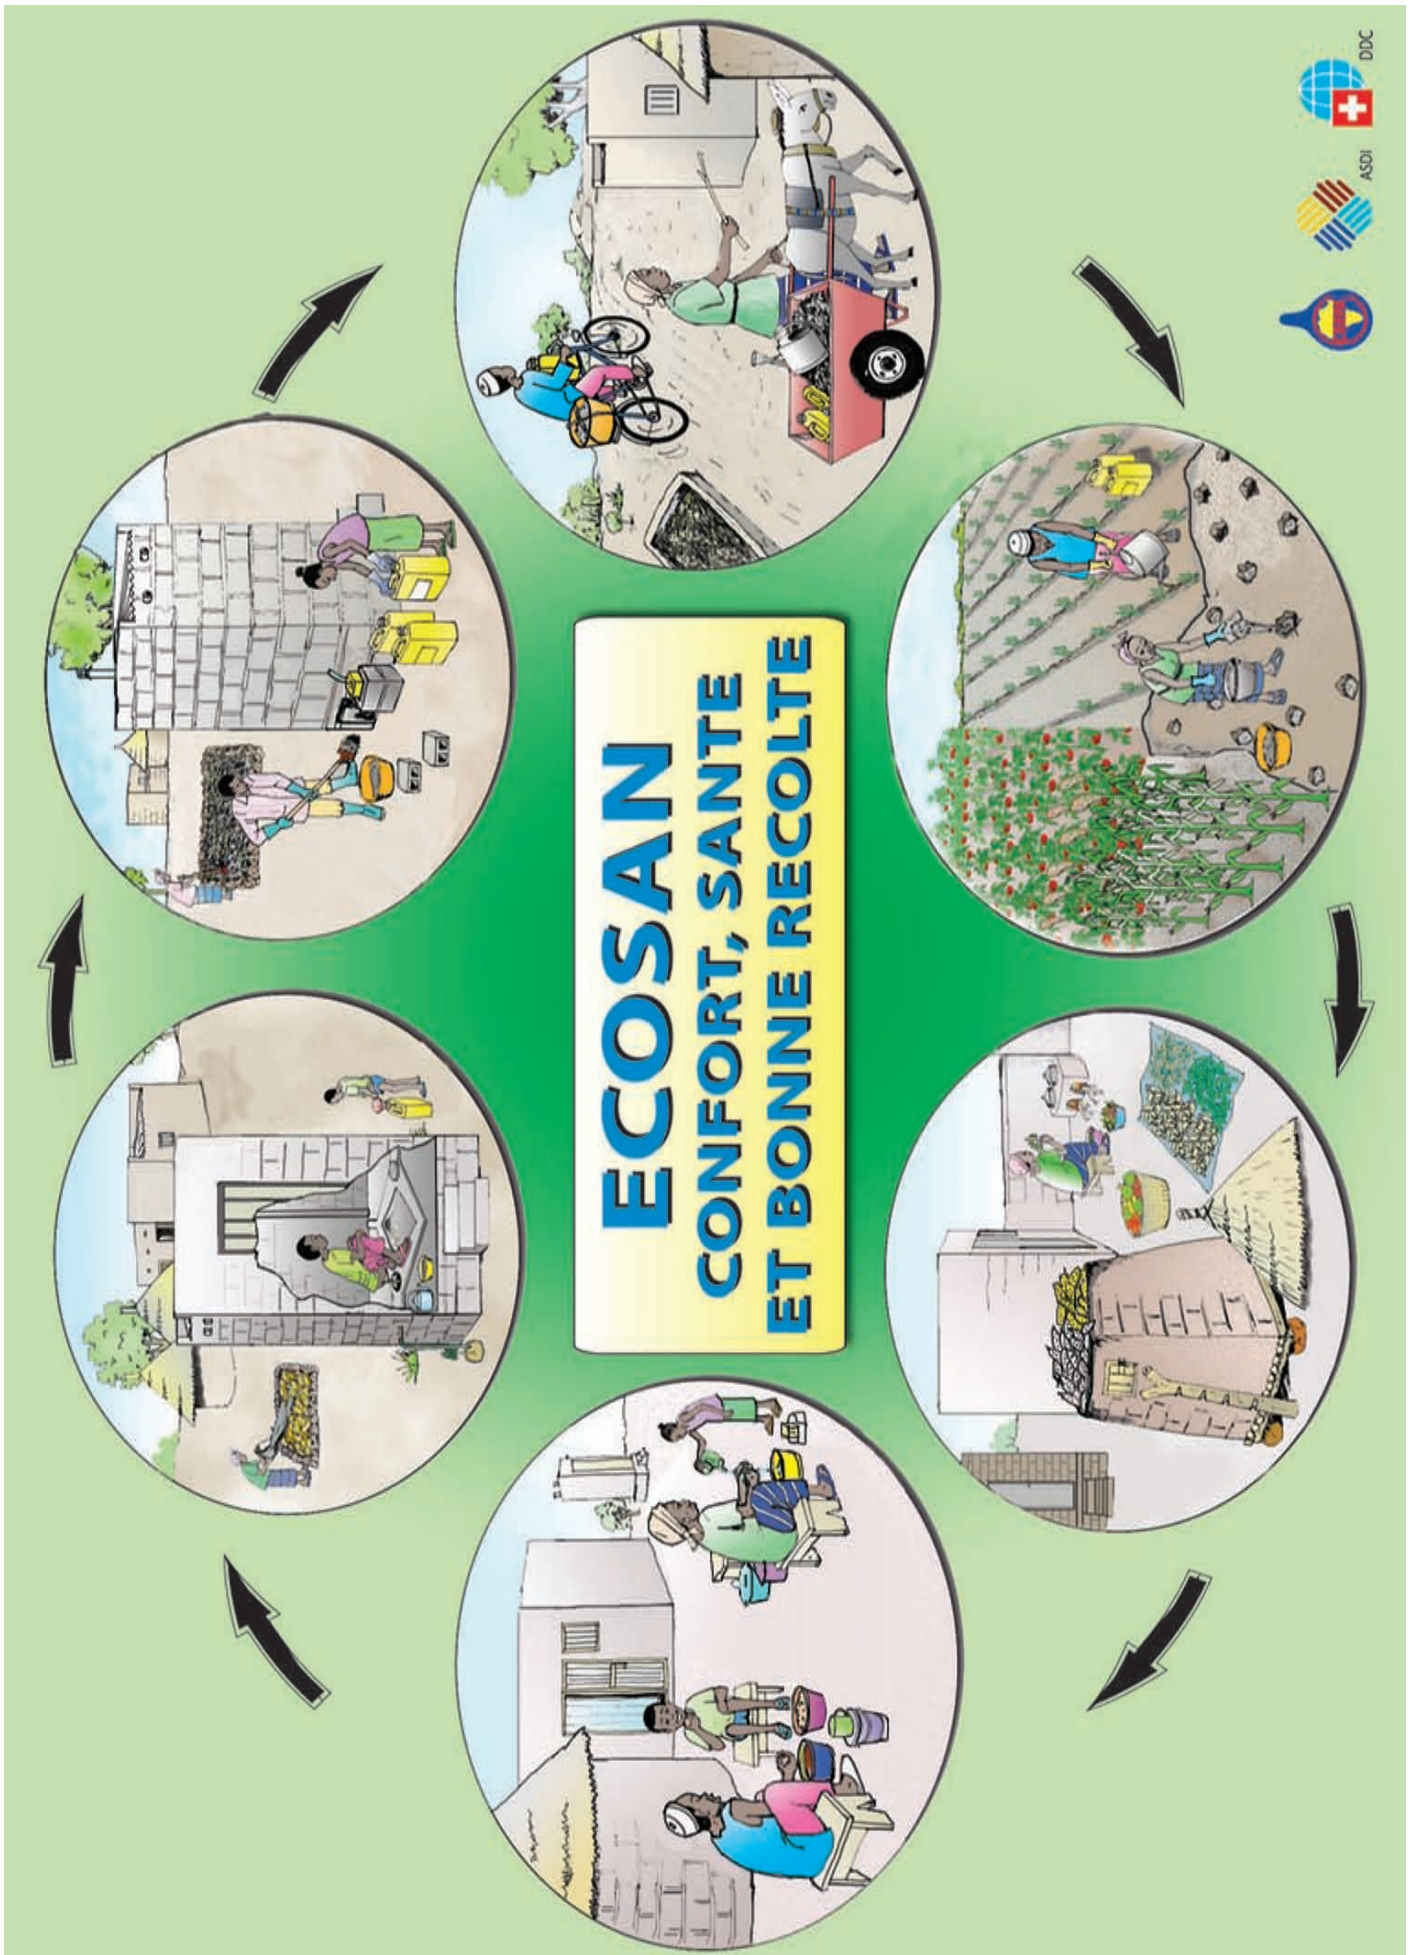 ECOSAN
CONFORT, SANTE
ET BONNE RECOLTE
ASDI
DDC